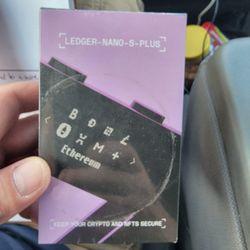 LEDGER-NANO-S-PLUS
Ethereum
KEEP YOUR CRYPTO AND NFTS SECURE